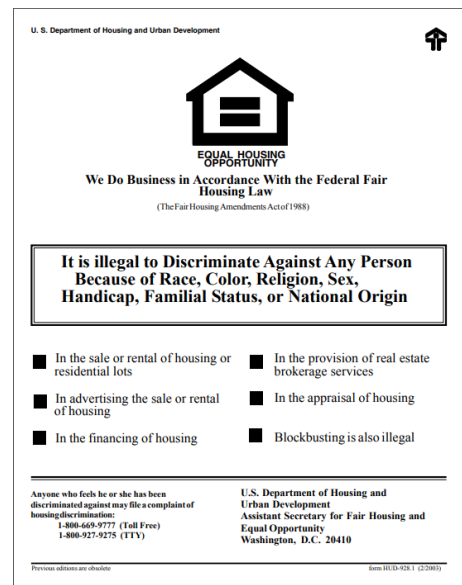 U. S. Department of Housing and Urban Development
EQUAL HOUSING
OPPORTUNITY
We Do Business in Accordance With the Federal Fair
Housing Law
(The Fair Housing Amendments Act of 1988)
It is illegal to Discriminate Against Any Person
Because of Race, Color, Religion, Sex,
Handicap, Familial Status, or National Origin
In the sale or rental of housing or
residential lots
In advertising the sale or rental
of housing
In the financing of housing
In the provision of real estate
brokerage services
In the appraisal of housing
Blockbusting is also illegal
Anyone who feels he or she has been
discriminated against may file a complaint of
housing discrimination:
1-800-669-9777 (Toll Free)
1-800-927-9275 (TTY)
U.S. Department of Housing and
Urban Development
Assistant Secretary for Fair Housing and
Equal Opportunity
Washington, D.C. 20410
Previous editions are obsolete
form HUD-928.1 (2/2003)